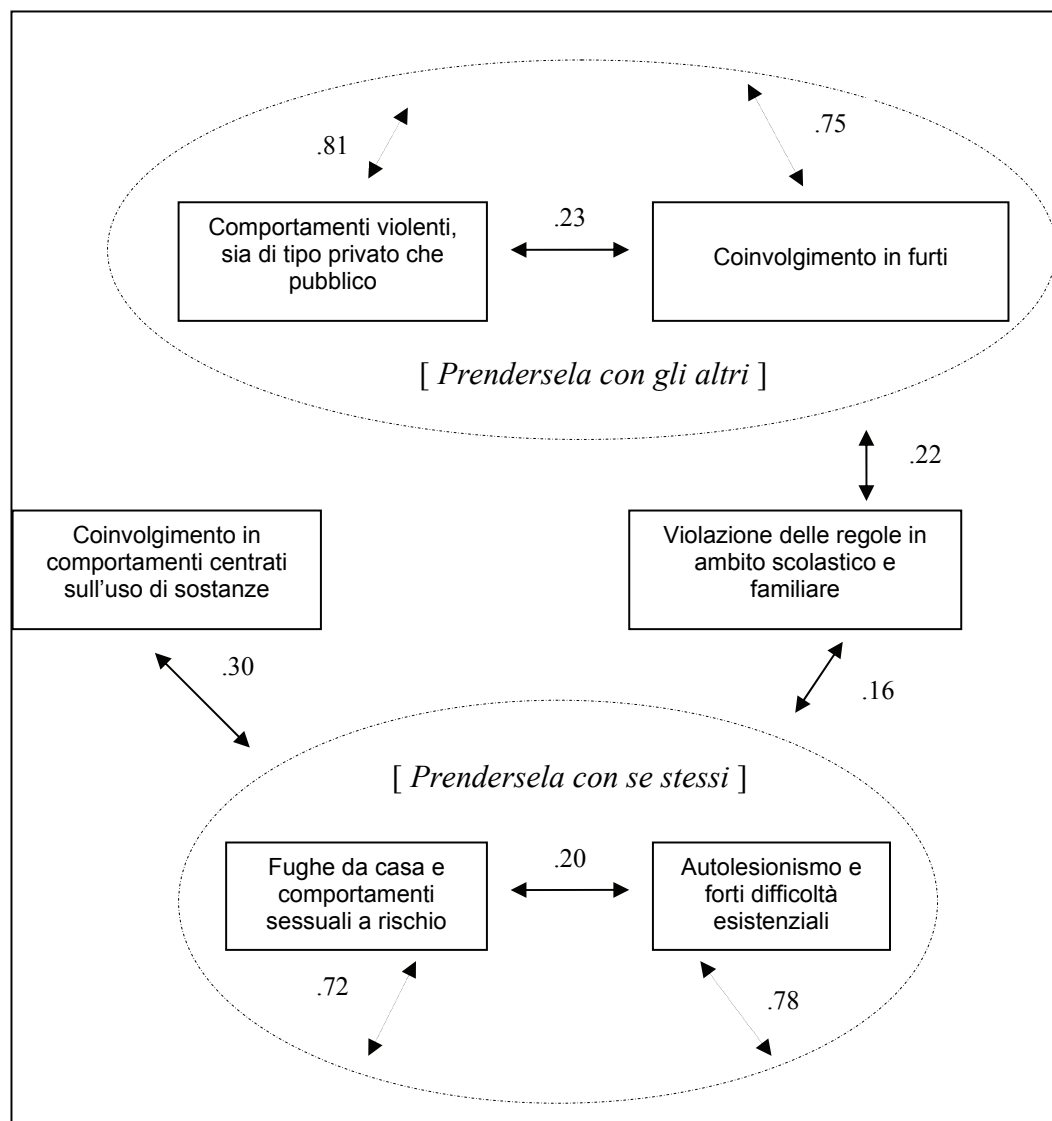 .81
.75
Comportamenti violenti,
sia di tipo privato che
pubblico
.23
Coinvolgimento in furti
[ Prendersela con gli altri ]
.22
Coinvolgimento in
comportamenti centrati
sull'uso di sostanze
Violazione delle regole in
ambito scolastico e
familiare
.30
.16
[ Prendersela con se stessi ]
Fughe da casa e
comportamenti
sessuali a rischio
.20
Autolesionismo e
forti difficoltà
esistenziali
.72
.78